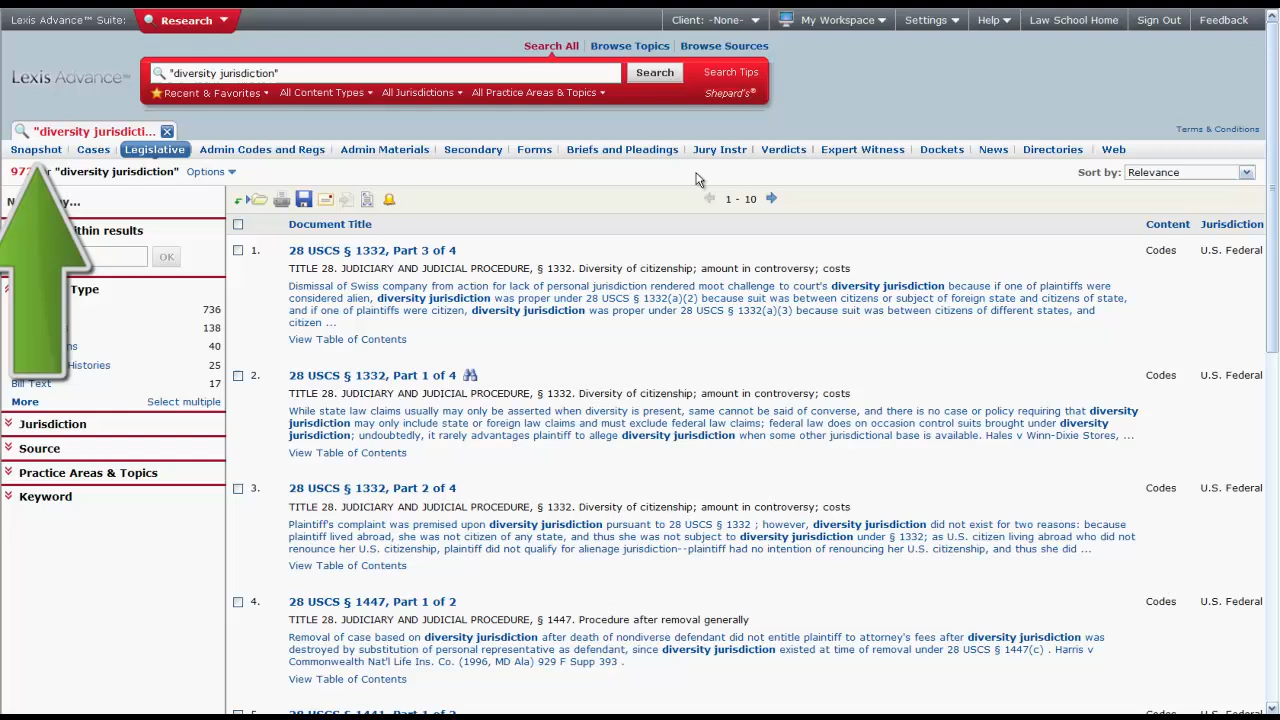 Lexis Advance™ Suite: Research Client: -None- My Workspace Settings Help Law School Home Sign Out Feedback
Search All Browse Topics Browse Sources
Lexis Advance™ "diversity jurisdiction" Search Search Tips
Recent & Favorites All Content Types All Jurisdictions All Practice Areas & Topics Shepard's®
"diversity jurisdicti... Terms & Conditions
Snapshot Cases Legislative Admin Codes and Regs Admin Materials Secondary Forms Briefs and Pleadings Jury Instr Verdicts Expert Witness Dockets News Directories Web
"diversity jurisdiction" Options Sort by: Relevance
1 - 10
Document Title Content Jurisdiction
within results
OK
Type
736
138
40
Histories 25
Bill Text 17
More Select multiple
Jurisdiction
Source
Practice Areas & Topics
Keyword
1. 28 USCS § 1332, Part 3 of 4 Codes U.S. Federal
TITLE 28. JUDICIARY AND JUDICIAL PROCEDURE, § 1332. Diversity of citizenship; amount in controversy; costs
Dismissal of Swiss company from action for lack of personal jurisdiction rendered moot challenge to court's diversity jurisdiction because if one of plaintiffs were
considered alien, diversity jurisdiction was proper under 28 USCS § 1332(a)(2) because suit was between citizens or subject of foreign state and citizens of state,
and if one of plaintiffs were citizen, diversity jurisdiction was proper under 28 USCS § 1332(a)(3) because suit was between citizens of different states, and
citizen ...
View Table of Contents
2. 28 USCS § 1332, Part 1 of 4 Codes U.S. Federal
TITLE 28. JUDICIARY AND JUDICIAL PROCEDURE, § 1332. Diversity of citizenship; amount in controversy; costs
While state law claims usually may only be asserted when diversity is present, same cannot be said of converse, and there is no case or policy requiring that diversity
jurisdiction may only include state or foreign law claims and must exclude federal law claims; federal law does on occasion control suits brought under diversity
jurisdiction; undoubtedly, it rarely advantages plaintiff to allege diversity jurisdiction when some other jurisdictional base is available. Hales v Winn-Dixie Stores, ...
View Table of Contents
3. 28 USCS § 1332, Part 2 of 4 Codes U.S. Federal
TITLE 28. JUDICIARY AND JUDICIAL PROCEDURE, § 1332. Diversity of citizenship; amount in controversy; costs
Plaintiff's complaint was premised upon diversity jurisdiction pursuant to 28 USCS § 1332 ; however, diversity jurisdiction did not exist for two reasons: because
plaintiff lived abroad, she was not citizen of any state, and thus she was not subject to diversity jurisdiction under § 1332; as U.S. citizen living abroad who did not
renounce her U.S. citizenship, plaintiff did not qualify for alienage jurisdiction--plaintiff had no intention of renouncing her U.S. citizenship, and thus she did ...
View Table of Contents
4. 28 USCS § 1447, Part 1 of 2 Codes U.S. Federal
TITLE 28. JUDICIARY AND JUDICIAL PROCEDURE, § 1447. Procedure after removal generally
Removal of case based on diversity jurisdiction after death of nondiverse defendant did not entitle plaintiff to attorney's fees after diversity jurisdiction was
destroyed by substitution of personal representative as defendant, since diversity jurisdiction existed at time of removal under 28 USCS § 1447(c) . Harris v
Commonwealth Nat'l Life Ins. Co. (1996, MD Ala) 929 F Supp 393 .
View Table of Contents